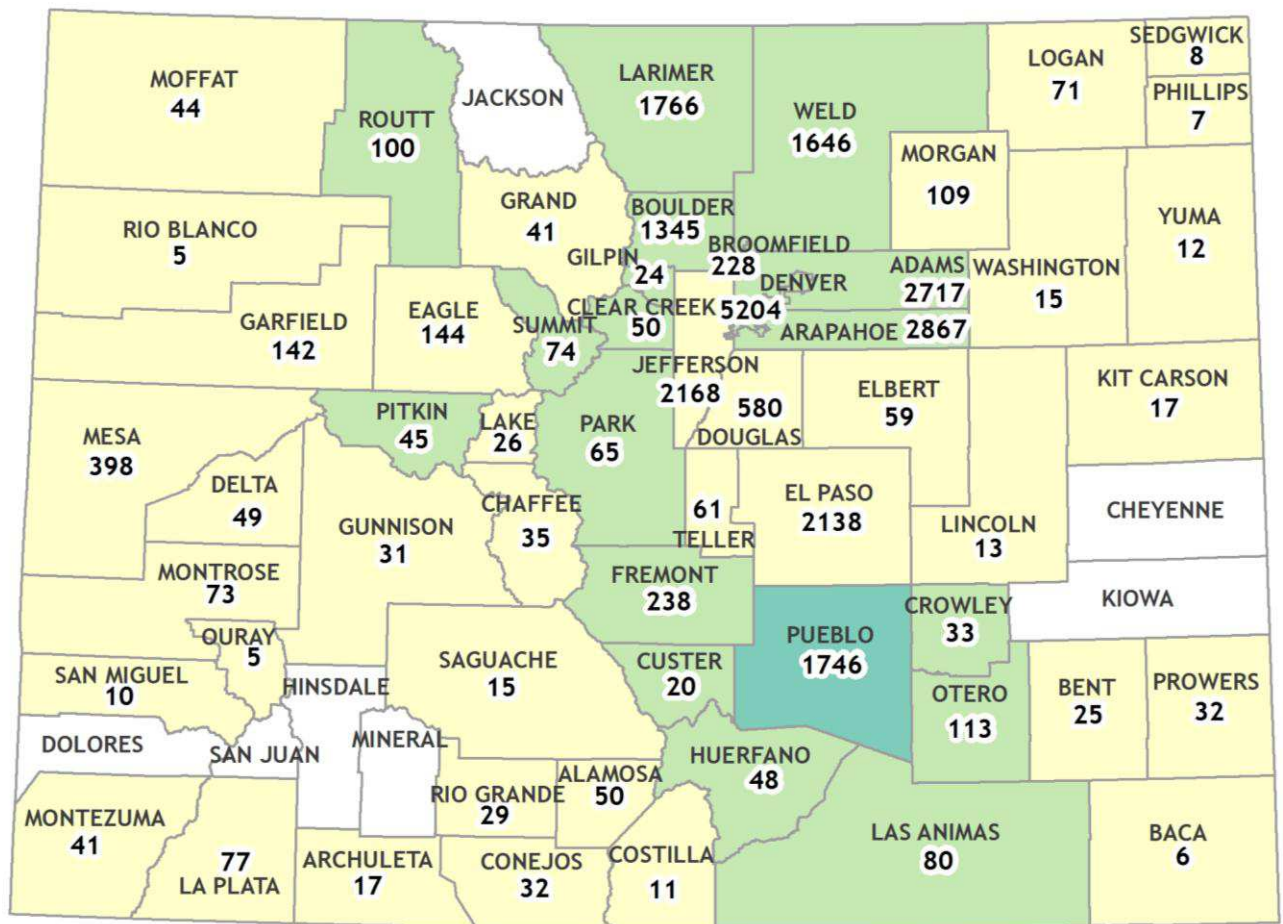 SEDGWICK
8
LOGAN
71
MOFFAT
44
LARIMER
1766
JACKSON
PHILLIPS
7
WELD
1646
ROUTT
100
MORGAN
109
GRAND
41
BOULDER
1345
YUMA
12
RIO BLANCO
5
BROOMFIELD
228
GILPIN
24
ADAMS
2717
WASHINGTON
15
DENVER
5204
EAGLE
144
CLEAR CREEK
50
GARFIELD
142
SUMMIT
74
ARAPAHOE 2867
JEFFERSON
2168
KIT CARSON
17
ELBERT
59
PITKIN
45
580
DOUGLAS
LAKE
26
PARK
65
MESA
398
DELTA
49
EL PASO
2138
CHAFFEE
35
61
TELLER
CHEYENNE
GUNNISON
31
LINCOLN
13
MONTROSE
73
FREMONT
238
KIOWA
CROWLEY
33
OURAY
5
PUEBLO
1746
SAGUACHE
15
CUSTER
20
SAN MIGUEL
10
HINSDALE
BENT
25
PROWERS
32
OTERO
113
DOLORES
SAN JUAN
MINERAL
HUERFANO
48
ALAMOSA
50
RIO GRANDE
29
MONTEZUMA
41
LAS ANIMAS
80
BACA
6
77
LA PLATA
ARCHULETA
17
CONEJOS
32
COSTILLA
11